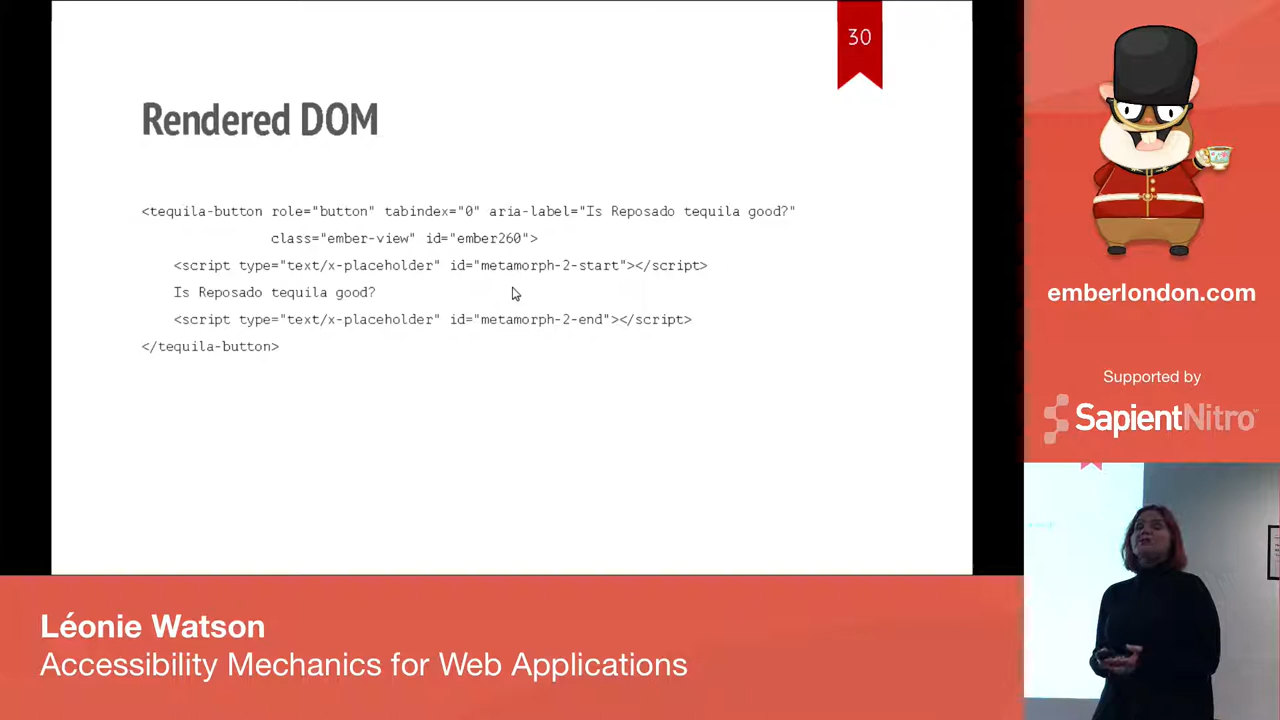 30
Rendered DOM
<tequila-button role="button" tabindex="0" aria-label="Is Reposado tequila good?"
class="ember-view" id="ember260">
<script type="text/x-placeholder" id="metamorph-2-start"></script>
Is Reposado tequila good?
<script type="text/x-placeholder" id="metamorph-2-end"></script>
</tequila-button>
emberlondon.com
Supported by
SapientNitro
Léonie Watson
Accessibility Mechanics for Web Applications